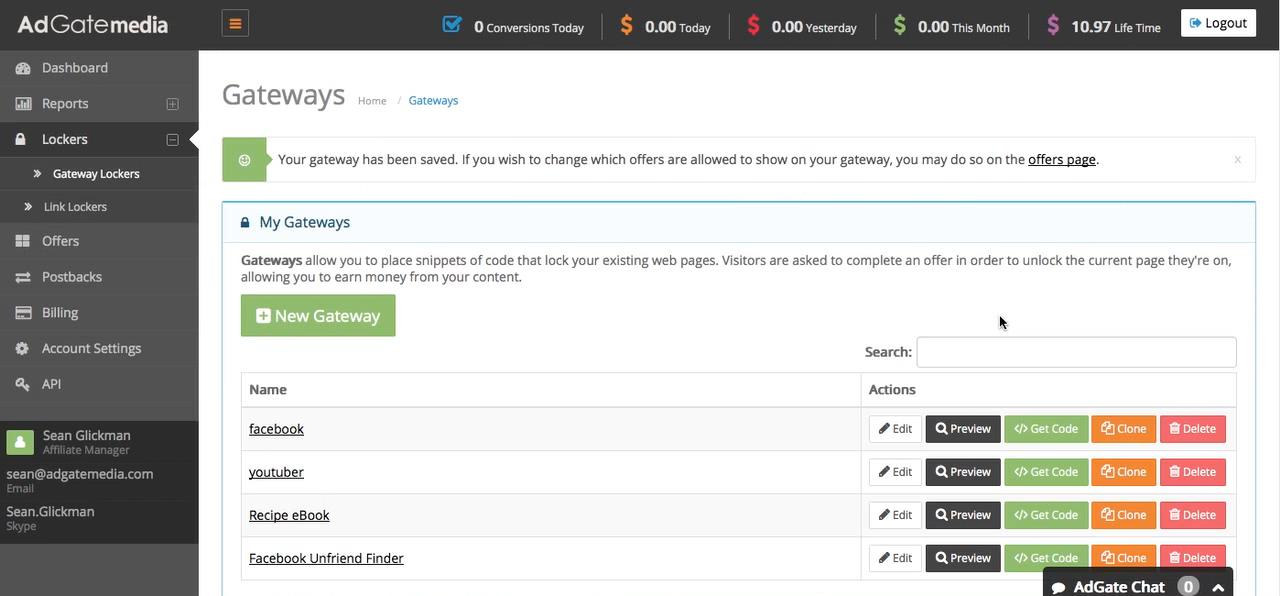 AdGatemedia
0 Conversions Today
0.00 Today
0.00 Yesterday
0.00 This Month
10.97 Life Time
Logout
Dashboard
Reports
Lockers
Gateway Lockers
Link Lockers
Offers
Postbacks
Billing
Account Settings
API
Sean Glickman
Affiliate Manager
sean@adgatemedia.com
Email
Sean.Glickman
Skype
Gateways Home / Gateways
Your gateway has been saved. If you wish to change which offers are allowed to show on your gateway, you may do so on the offers page. x
My Gateways
Gateways allow you to place snippets of code that lock your existing web pages. Visitors are asked to complete an offer in order to unlock the current page they're on,
allowing you to earn money from your content.
New Gateway
Search:
Name Actions
facebook Edit Preview Get Code Clone Delete
youtuber Edit Preview Get Code Clone Delete
Recipe eBook Edit Preview Get Code Clone Delete
Facebook Unfriend Finder Edit Preview Get Code Clone Delete
AdGate Chat 0